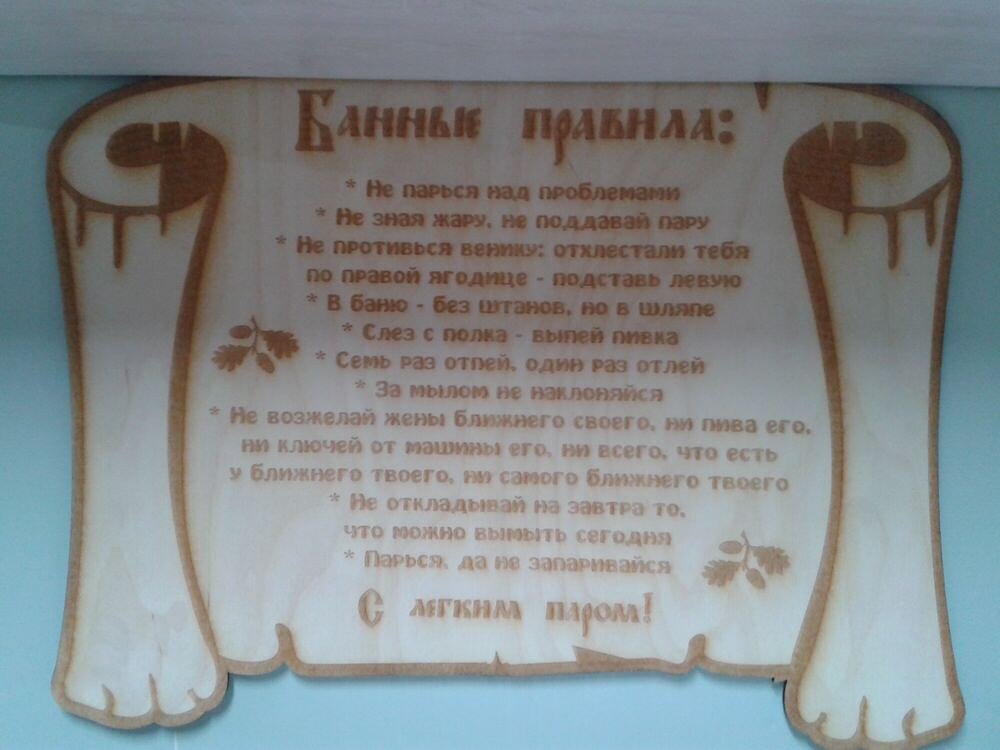 Банные правила:
* Не парься над проблемами
* Не зная жару, не поддавай пару
* Не противься венику: отхлестали тебя
по правой ягодице - подставь левую
* В баню - без штанов, но в шляпе
* Слез с полка - выпей пивка
* Семь раз отпей, один раз отлей
* За мылом не наклоняйся
* Не возжелай жены ближнего своего, ни пива его,
ни ключей от машины его, ни всего, что есть
у ближнего твоего, ни самого ближнего твоего
* Не откладывай на завтра то,
что можно вымыть сегодня
* Парься, да не запаривайся
С легким паром!